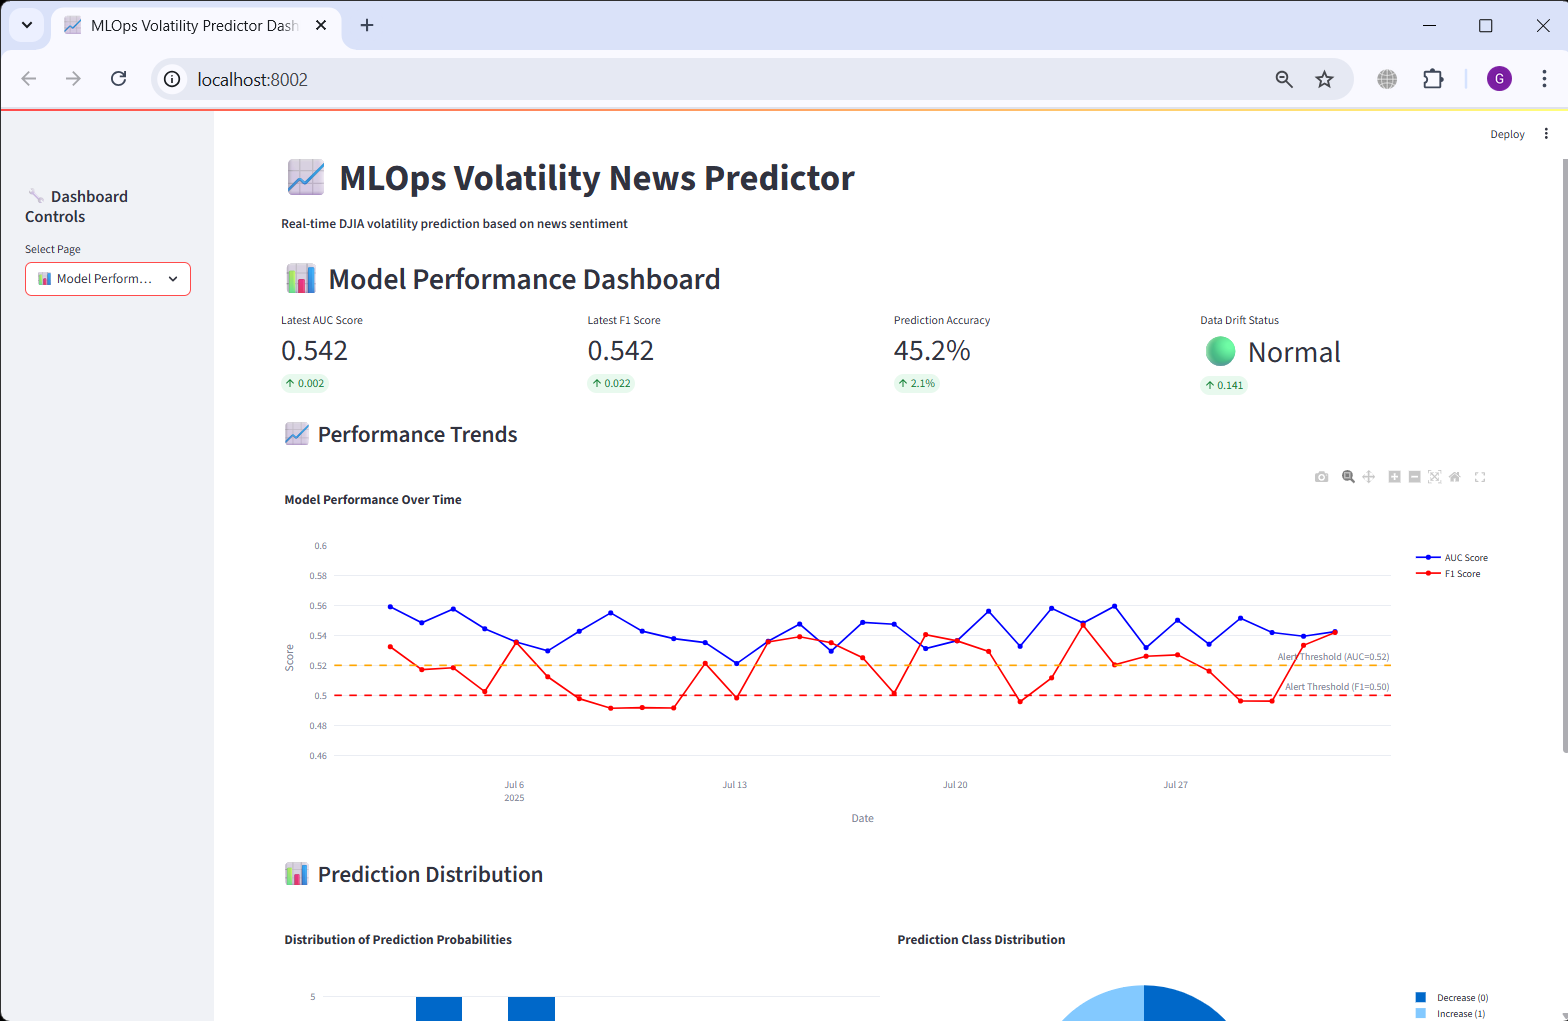 MLOps Volatility Predictor Dash
localhost:8002
G
Deploy
Dashboard
Controls
Select Page
Model Perform...
MLOps Volatility News Predictor
Real-time DJIA volatility prediction based on news sentiment
Model Performance Dashboard
Latest AUC Score
0.542
↑ 0.002
Latest F1 Score
0.542
↑ 0.022
Prediction Accuracy
45.2%
↑ 2.1%
Data Drift Status
Normal
↑ 0.141
Performance Trends
Model Performance Over Time
0.6
0.58
0.56
0.54
0.52
0.5
0.48
0.46
Score
Alert Threshold (AUC=0.52)
Alert Threshold (F1=0.50)
AUC Score
F1 Score
Jul 6
2025
Jul 13
Jul 20
Jul 27
Date
Prediction Distribution
Distribution of Prediction Probabilities
5
Prediction Class Distribution
Decrease (0)
Increase (1)